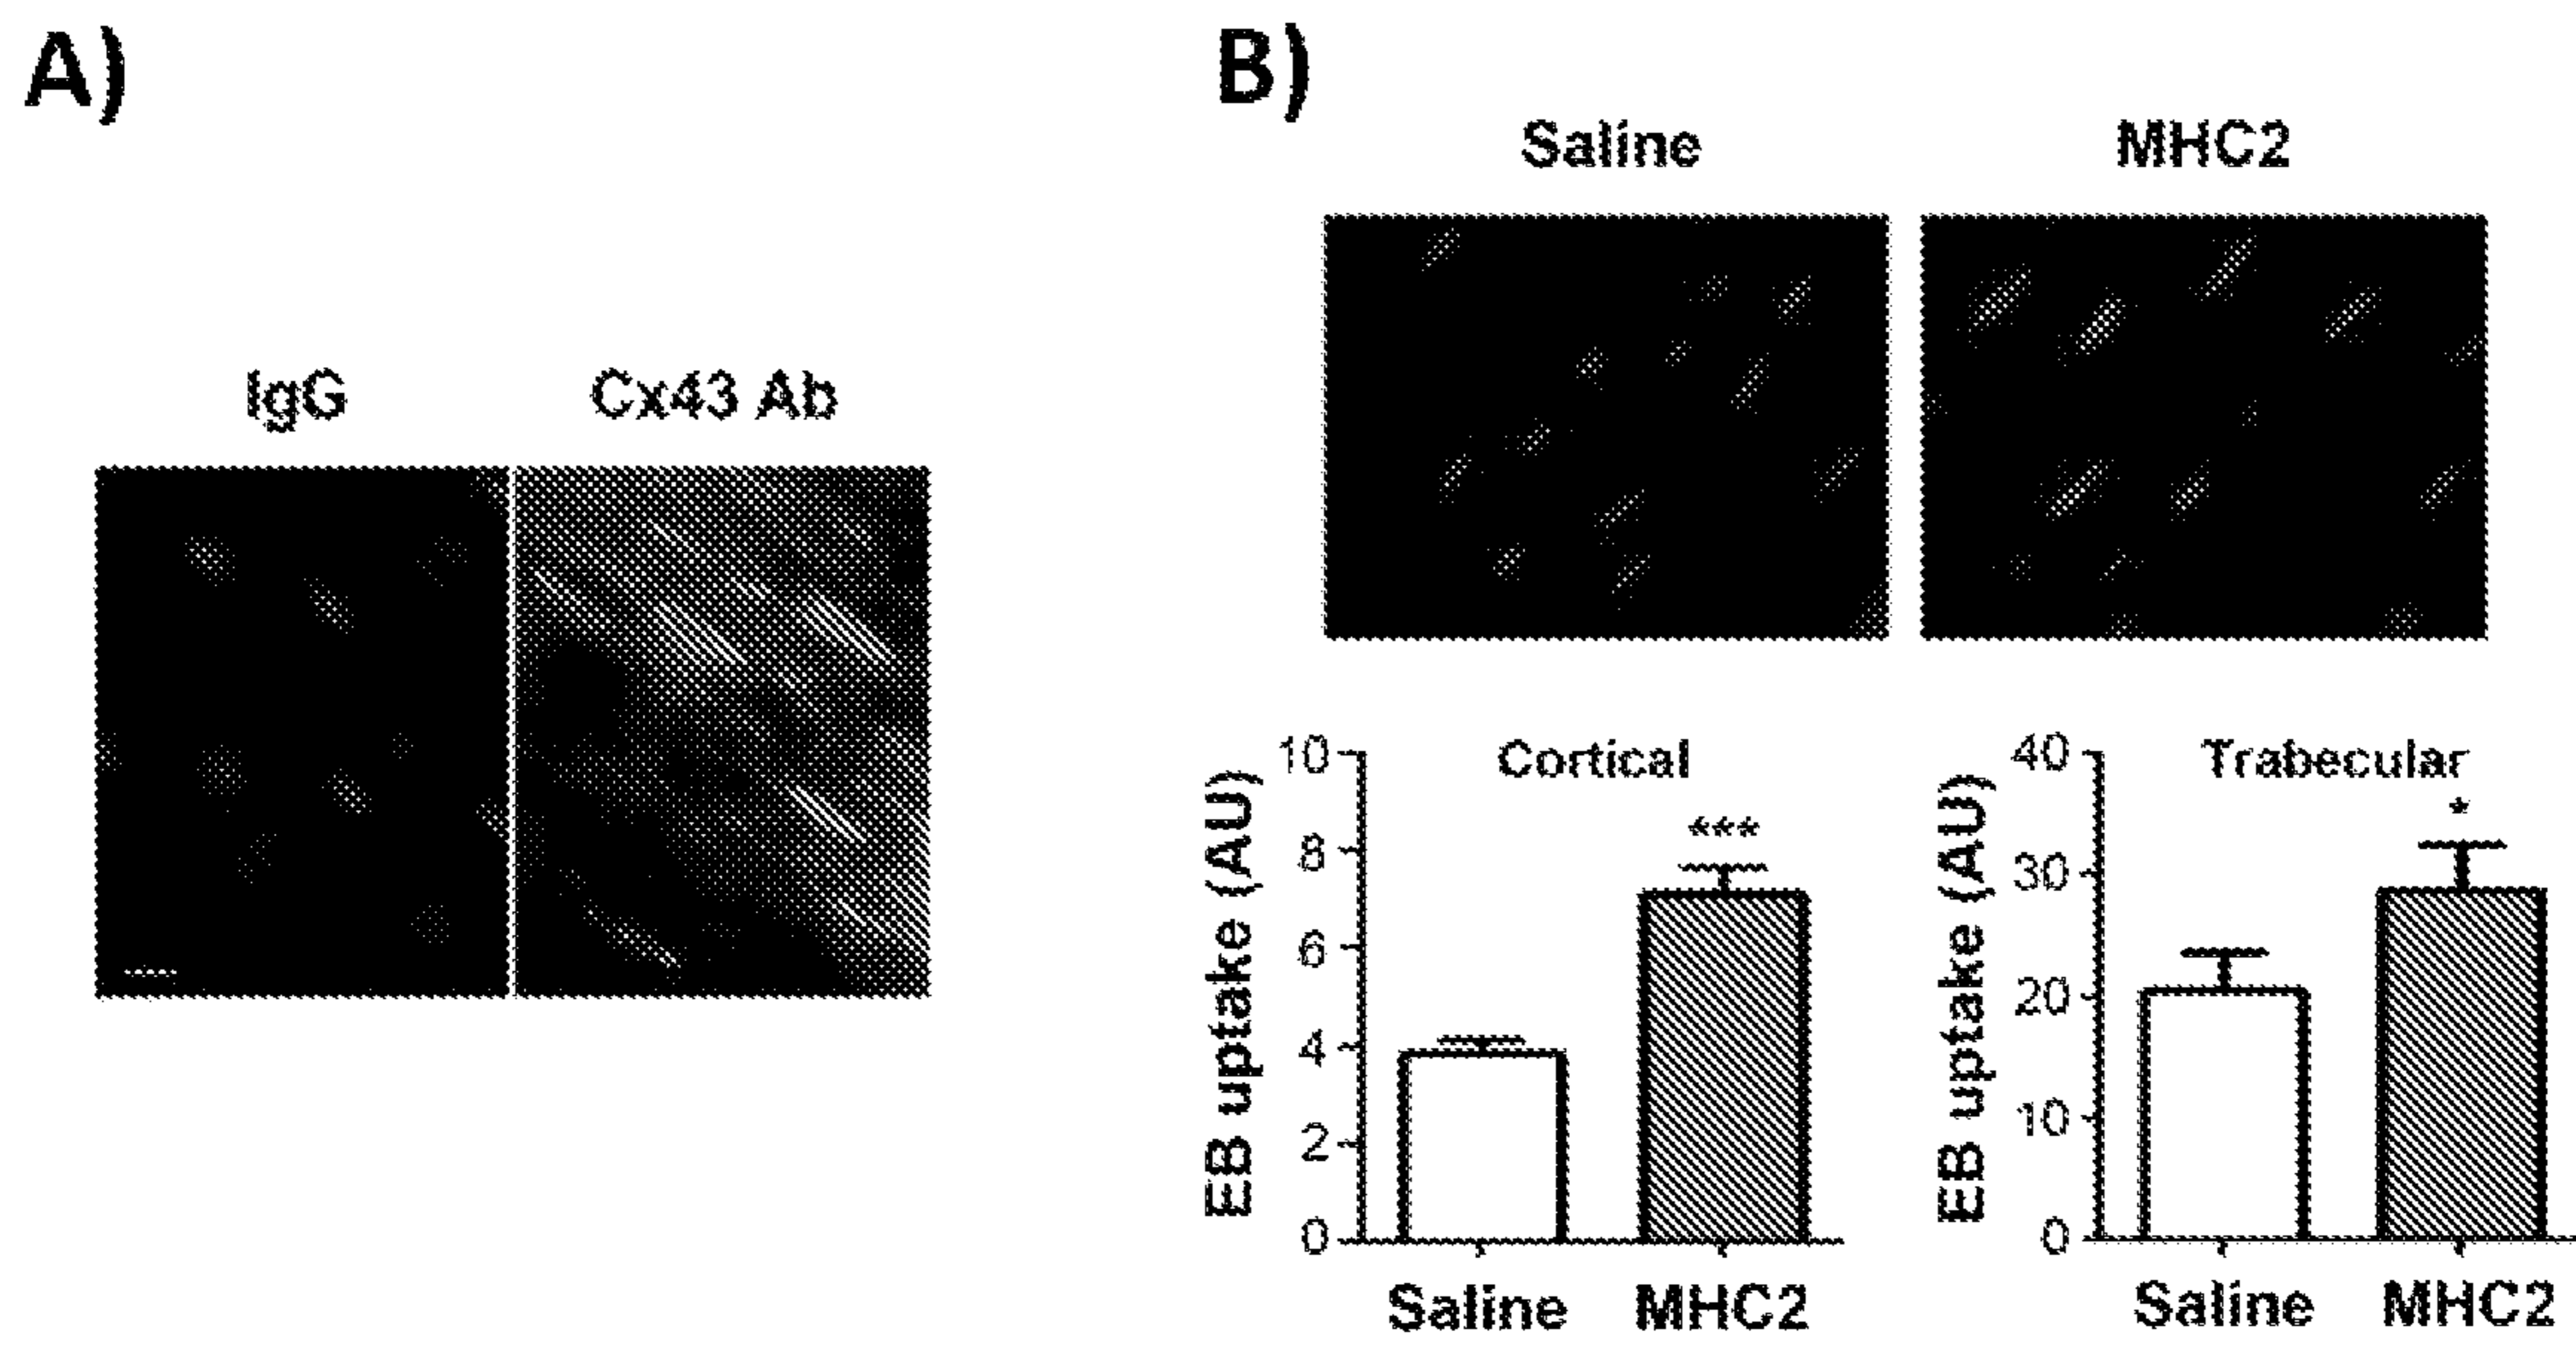 A)
IgG
Cx43 Ab
B)
Saline
MHC2
Cortical
EB uptake (AU)
10
8
6
4
2
0
***
Saline
MHC2
Trabecular
EB uptake (AU)
40
30
20
10
0
*
Saline
MHC2